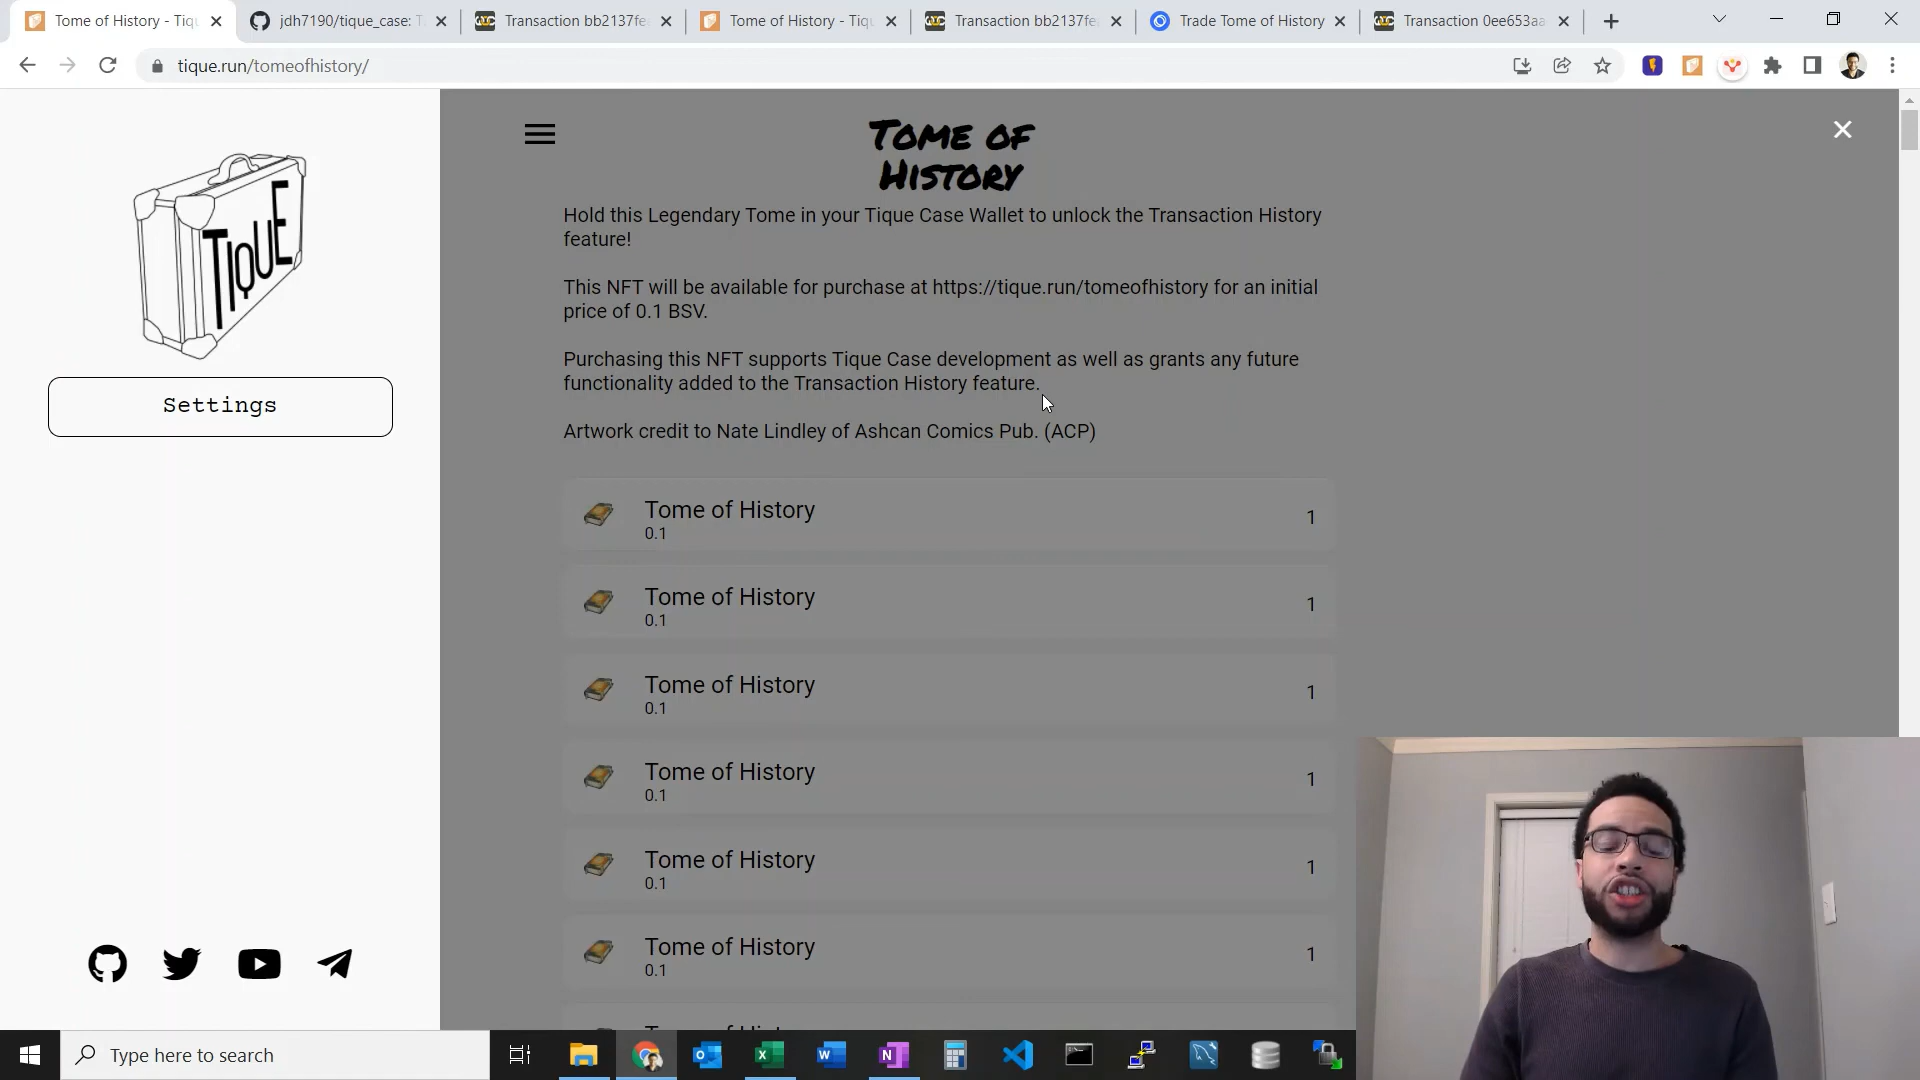 Tome of History - Tiq
jdh7190/tique_case: T
Transaction bb2137fe
Tome of History - Tiq
Transaction bb2137fe
Trade Tome of History
Transaction 0ee653aa
tique.run/tomeofhistory/
TIQUE
Settings
Tome of
History
Hold this Legendary Tome in your Tique Case Wallet to unlock the Transaction History
feature!
This NFT will be available for purchase at https://tique.run/tomeofhistory for an initial
price of 0.1 BSV.
Purchasing this NFT supports Tique Case development as well as grants any future
functionality added to the Transaction History feature.
Artwork credit to Nate Lindley of Ashcan Comics Pub. (ACP)
Tome of History 1
0.1
Tome of History 1
0.1
Tome of History 1
0.1
Tome of History 1
0.1
Tome of History 1
0.1
Tome of History 1
0.1
Type here to search